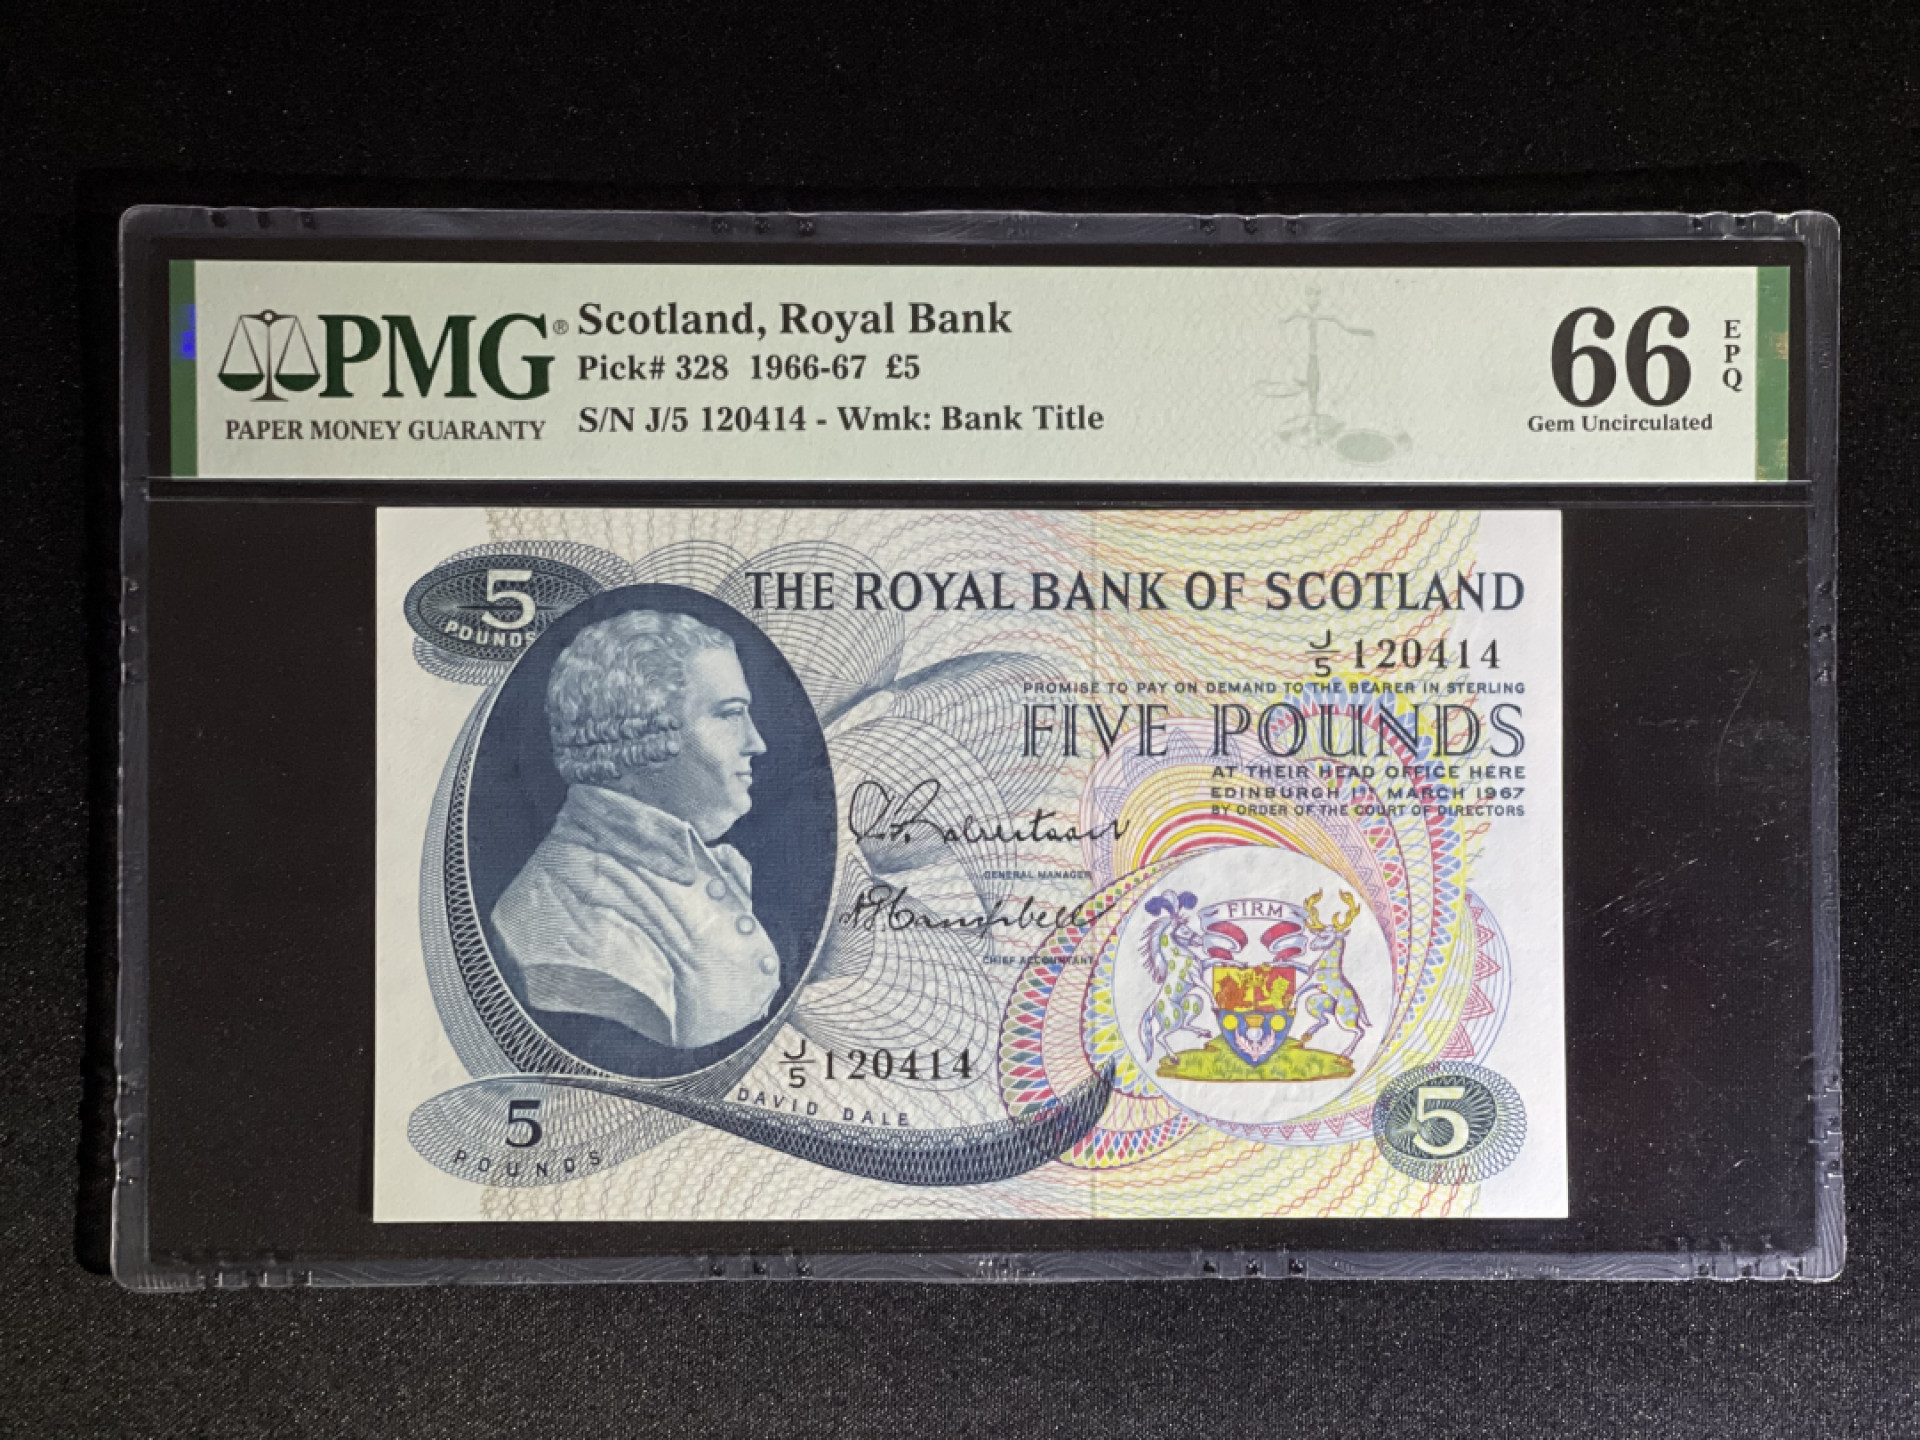 PMG®
PAPER MONEY GUARANTY
Scotland, Royal Bank
Pick# 328 1966-67 £5
S/N J/5 120414 - Wmk: Bank Title
66
EPQ
Gem Uncirculated
5
POUNDS
THE ROYAL BANK OF SCOTLAND
J/5 120414
PROMISE TO PAY ON DEMAND TO THE BEARER IN STERLING
FIVE POUNDS
AT THEIR HEAD OFFICE HERE
EDINBURGH 1ST MARCH 1967
BY ORDER OF THE COURT OF DIRECTORS
GENERAL MANAGER
Campbell
CHIEF ACCOUNTANT
FIRM
J/5 120414
DAVID DALE
5
POUNDS
5